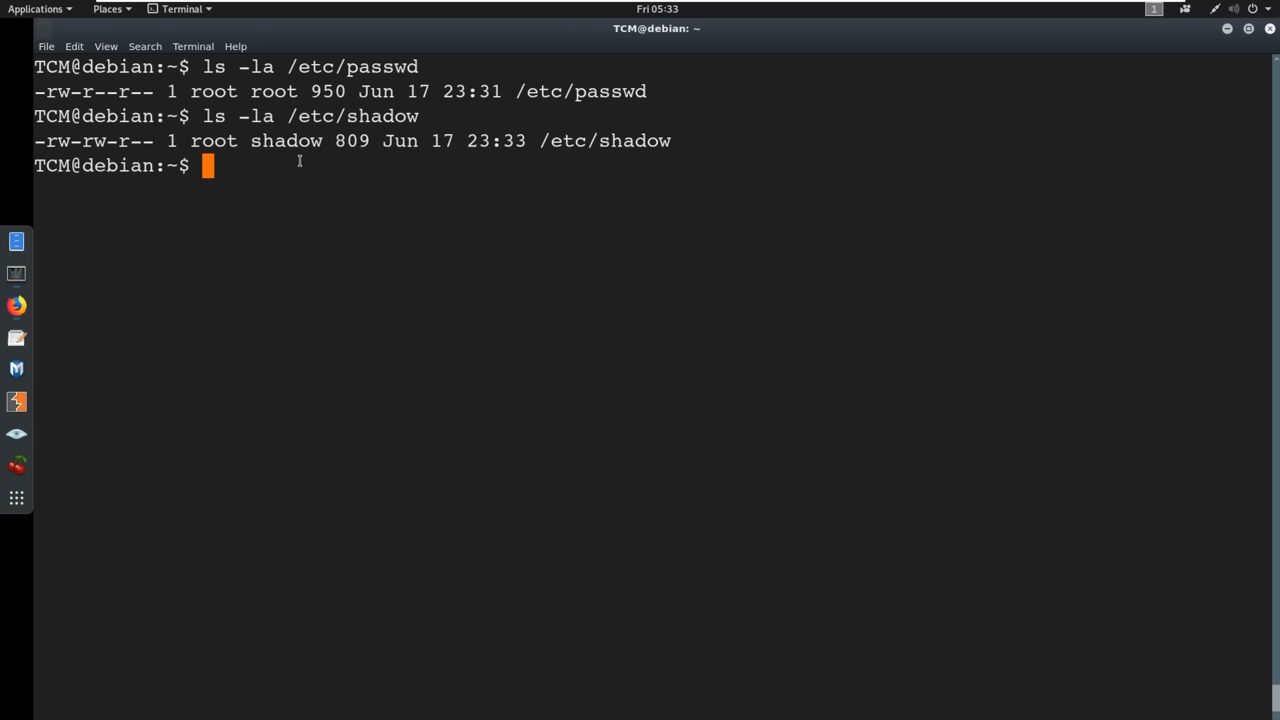 Applications Places Terminal Fri 05:33 1
TCM@debian: ~
File Edit View Search Terminal Help
TCM@debian:~$ ls -la /etc/passwd
-rw-r--r-- 1 root root 950 Jun 17 23:31 /etc/passwd
TCM@debian:~$ ls -la /etc/shadow
-rw-rw-r-- 1 root shadow 809 Jun 17 23:33 /etc/shadow
TCM@debian:~$